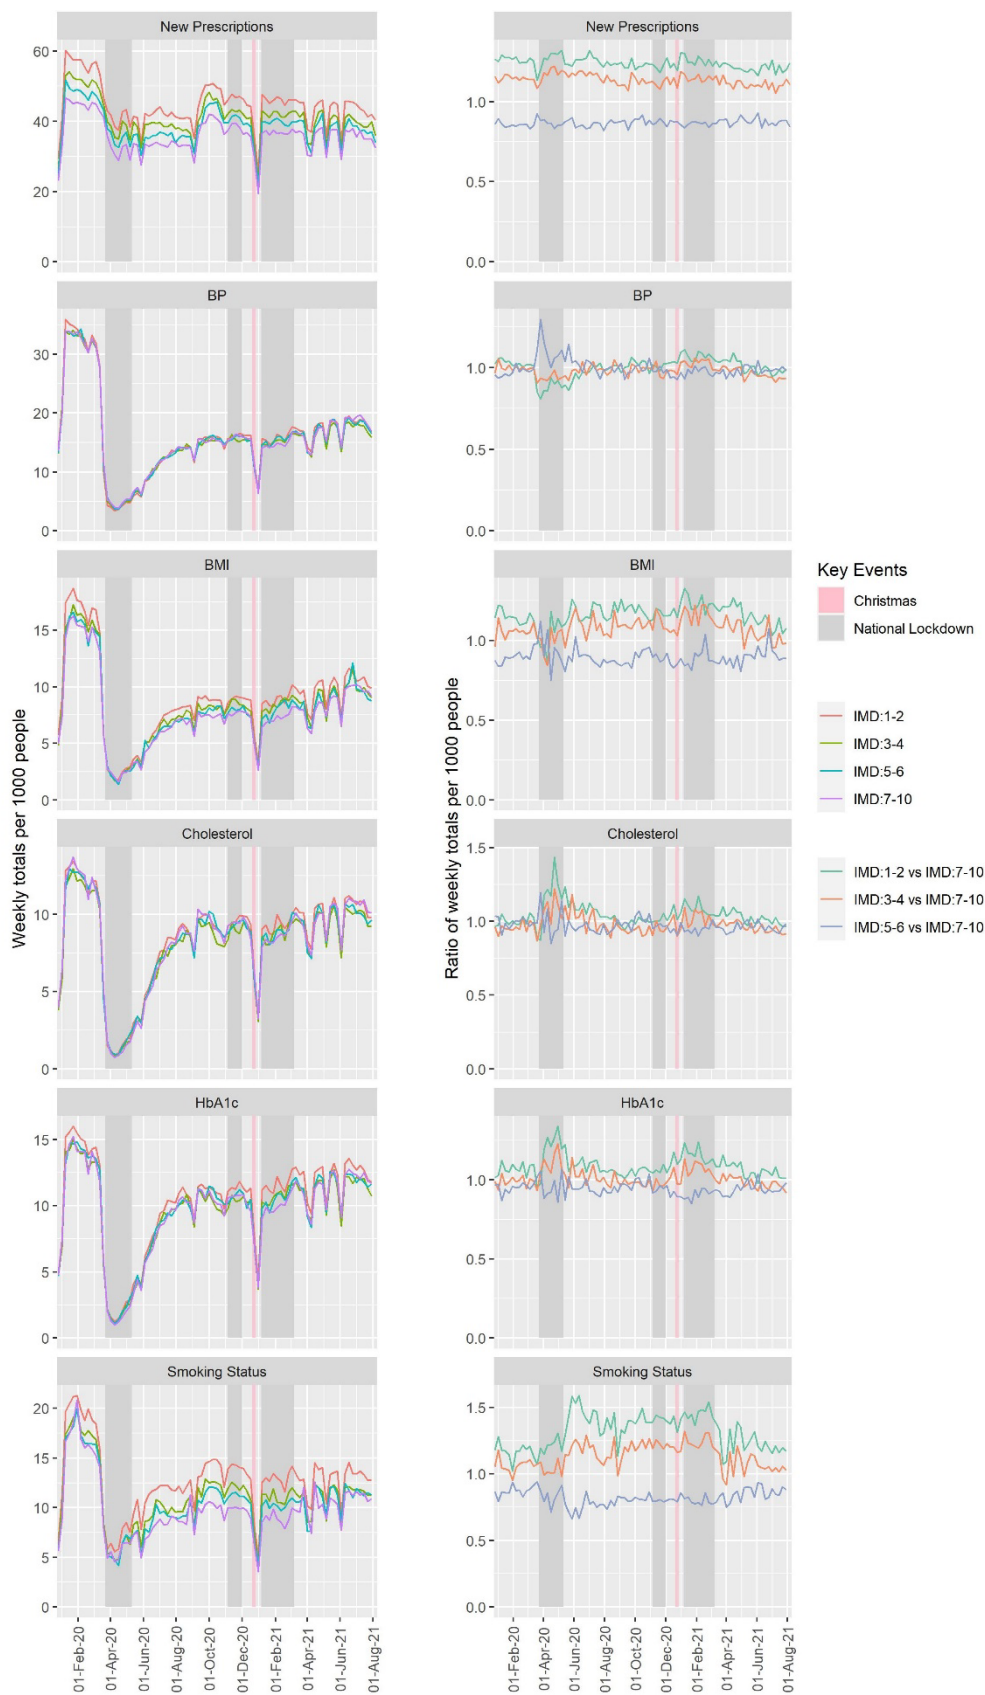 New Prescriptions
60
40
20
0
BP
30
20
10
0
BMI
15
10
5
0
Cholesterol
10
5
0
HbA1c
15
10
5
0
Smoking Status
20
15
10
5
0
Weekly totals per 1000 people
01-Feb-20
01-Apr-20
01-Jun-20
01-Aug-20
01-Oct-20
01-Dec-20
01-Feb-21
01-Apr-21
01-Jun-21
01-Aug-21
New Prescriptions
1.0
0.5
0.0
BP
1.0
0.5
0.0
BMI
1.0
0.5
0.0
Cholesterol
1.5
1.0
0.5
0.0
HbA1c
1.0
0.5
0.0
Smoking Status
1.5
1.0
0.5
0.0
Ratio of weekly totals per 1000 people
01-Feb-20
01-Apr-20
01-Jun-20
01-Aug-20
01-Oct-20
01-Dec-20
01-Feb-21
01-Apr-21
01-Jun-21
01-Aug-21
Key Events
Christmas
National Lockdown
IMD:1-2
IMD:3-4
IMD:5-6
IMD:7-10
IMD:1-2 vs IMD:7-10
IMD:3-4 vs IMD:7-10
IMD:5-6 vs IMD:7-10